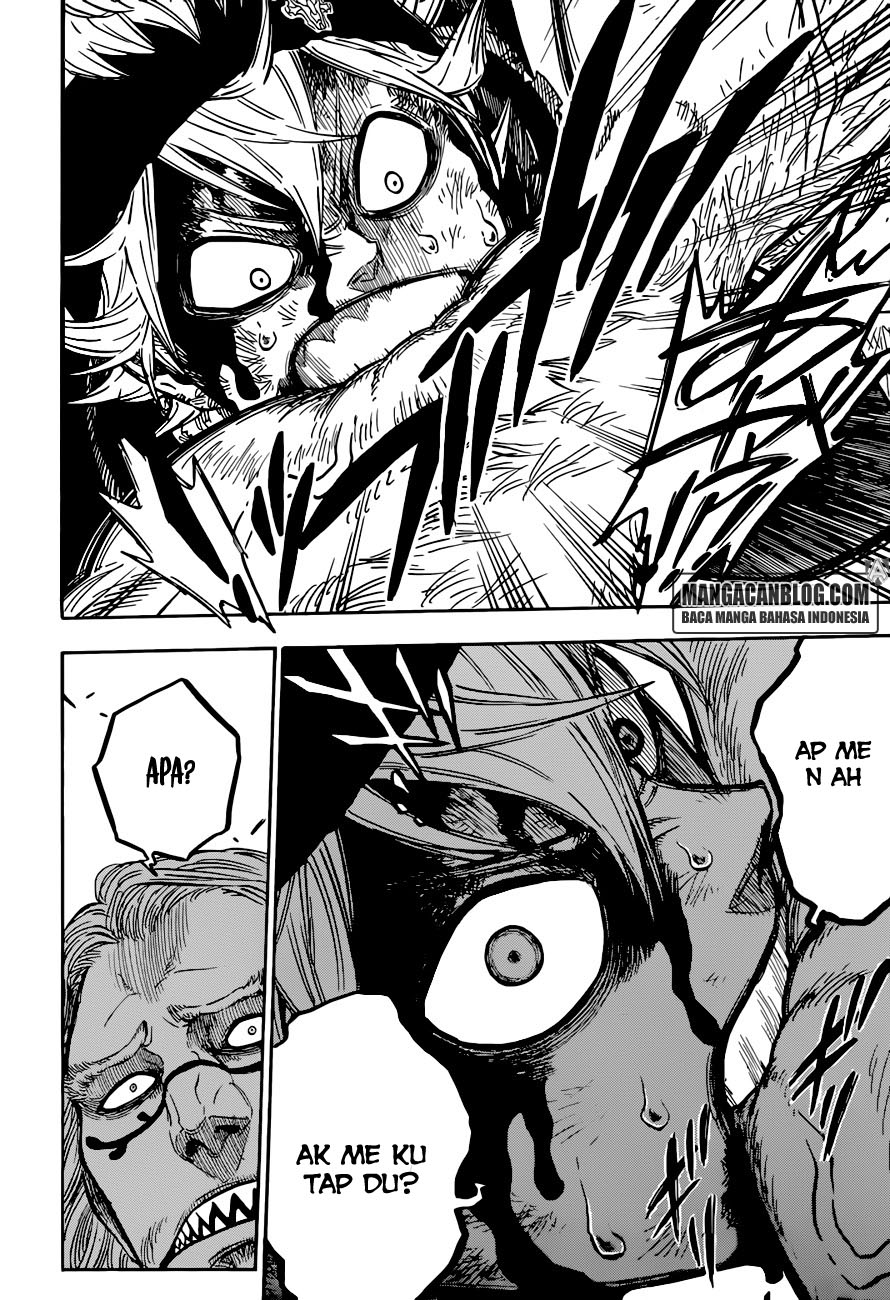 MANGACANBLOG.COM
BACA MANGA BAHASA INDONESIA
AP ME
N AH
AK ME KU
TAP DU?
APA?